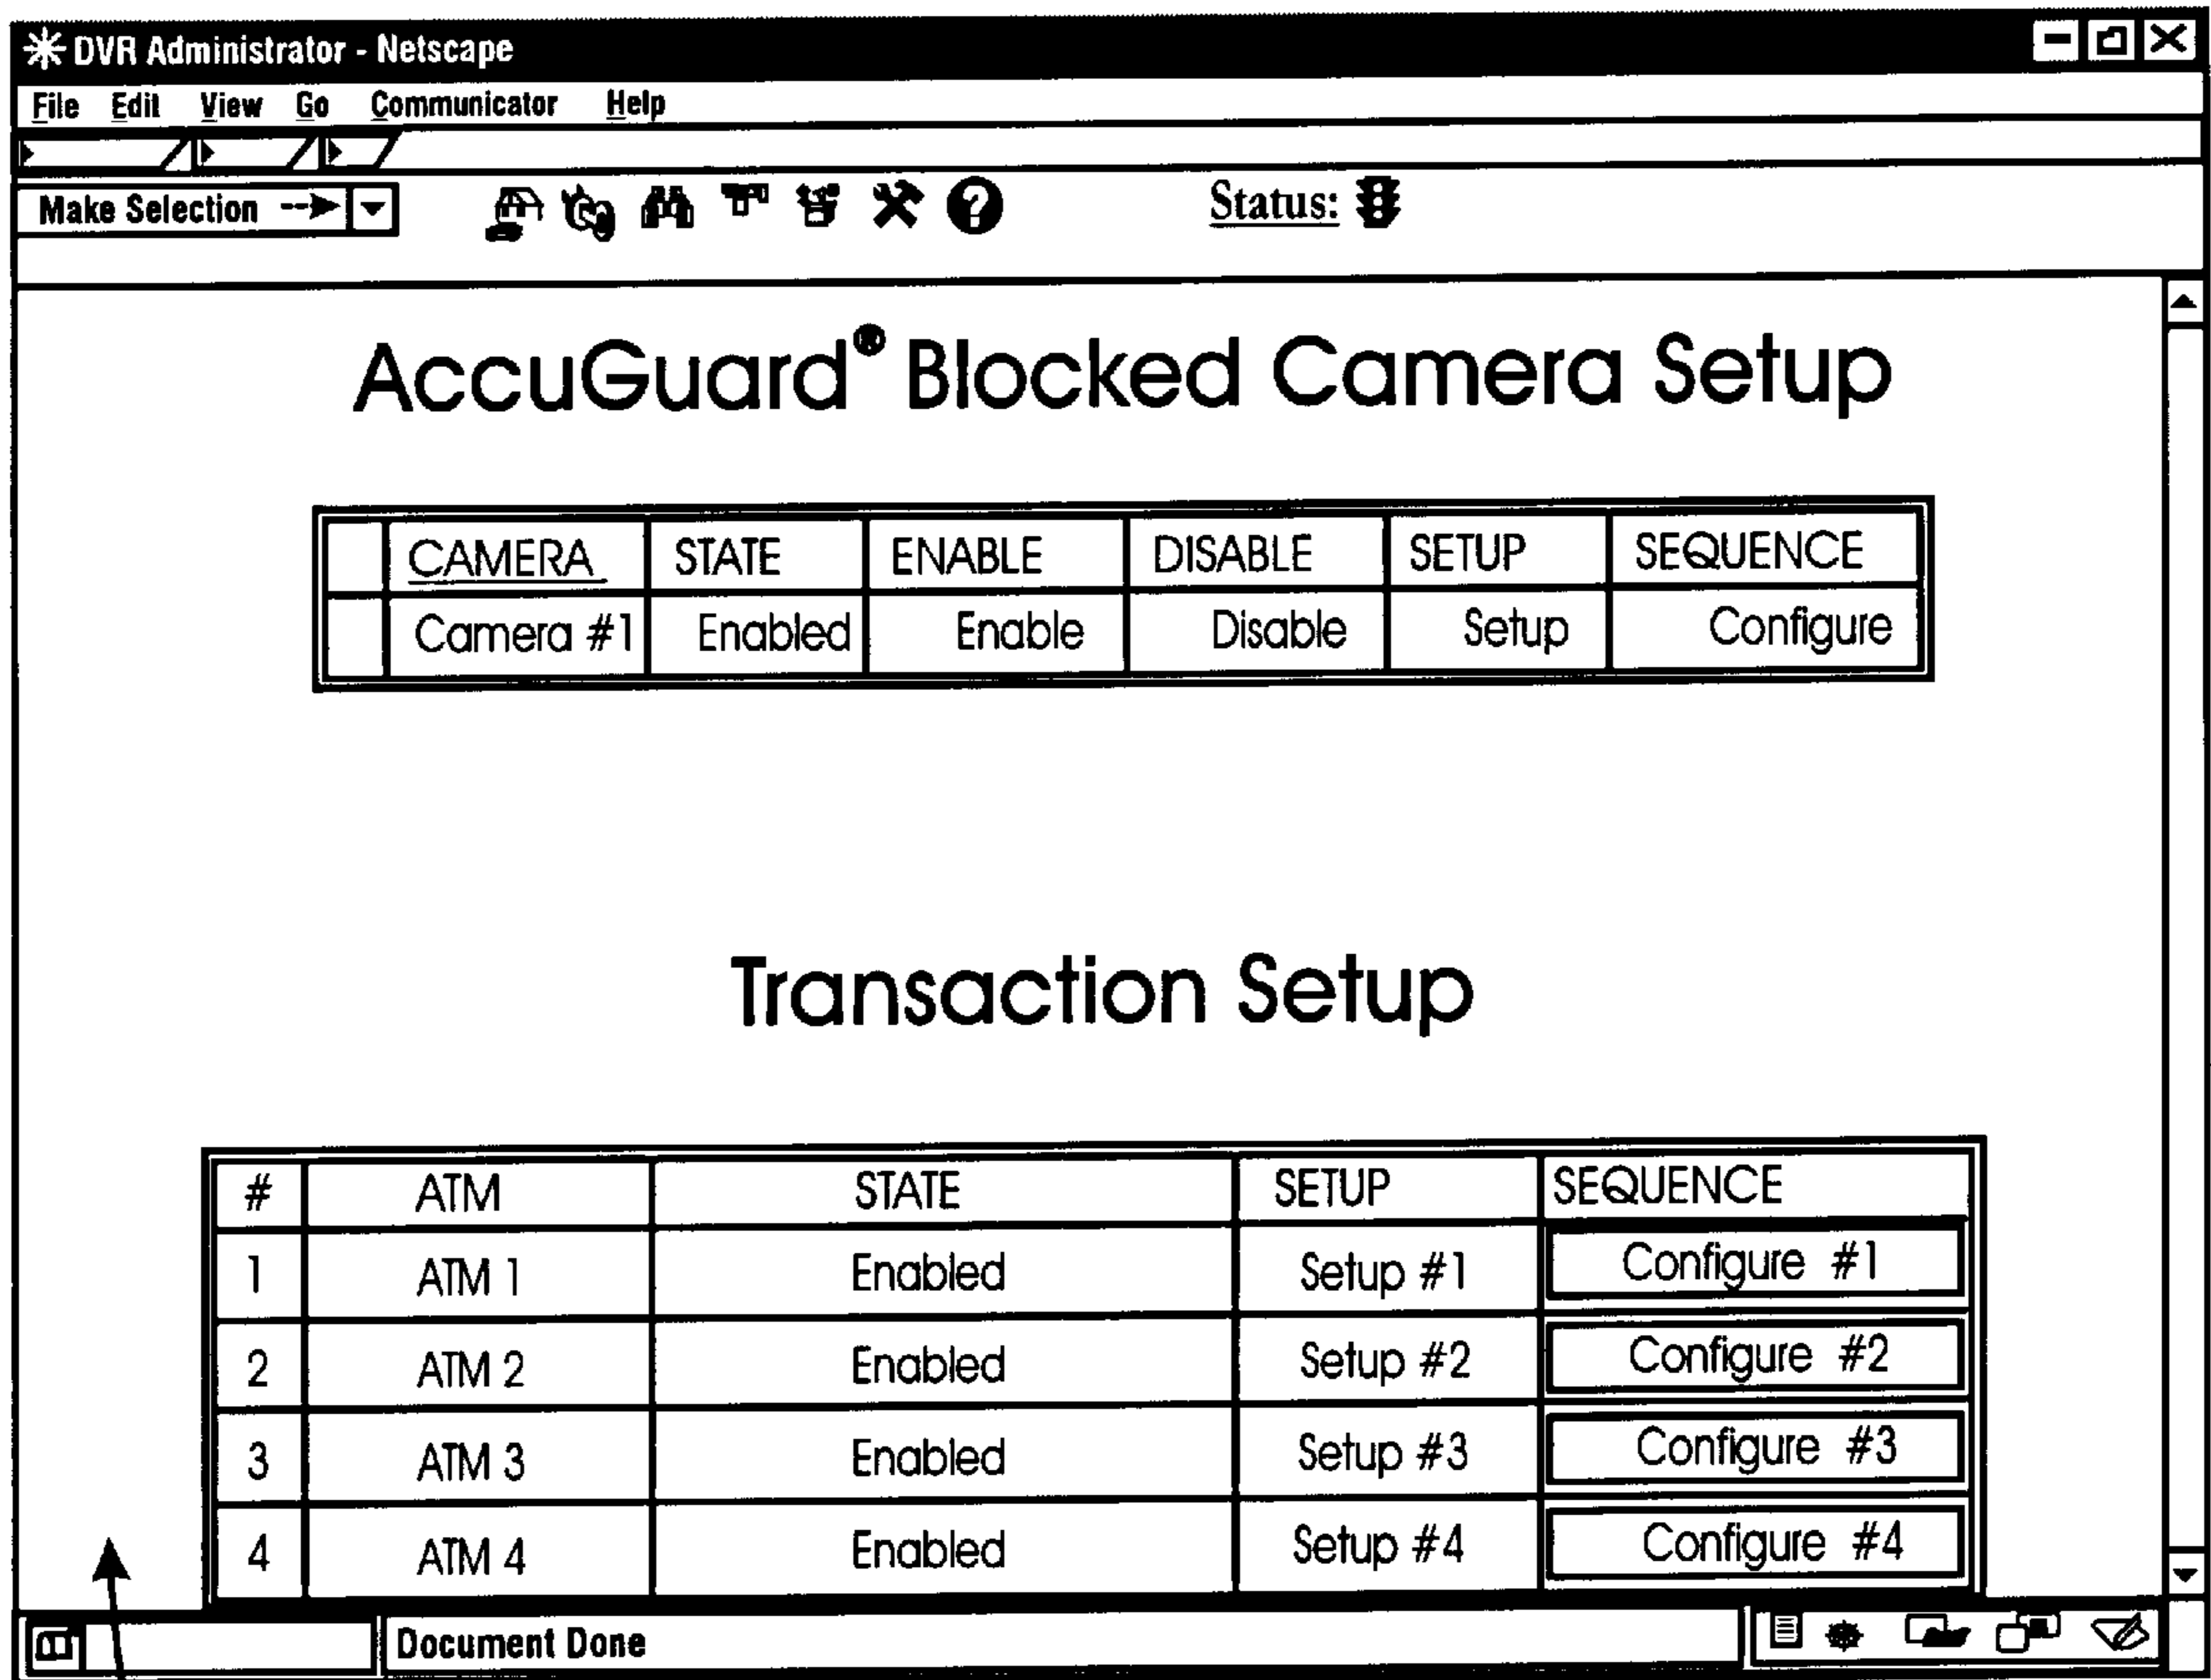 DVR Administrator - Netscape
File Edit View Go Communicator Help
Make Selection
Status:
AccuGuard® Blocked Camera Setup
CAMERA STATE ENABLE DISABLE SETUP SEQUENCE
Camera #1 Enabled Enable Disable Setup Configure
Transaction Setup
# ATM STATE SETUP SEQUENCE
1 ATM 1 Enabled Setup #1 Configure #1
2 ATM 2 Enabled Setup #2 Configure #2
3 ATM 3 Enabled Setup #3 Configure #3
4 ATM 4 Enabled Setup #4 Configure #4
Document Done